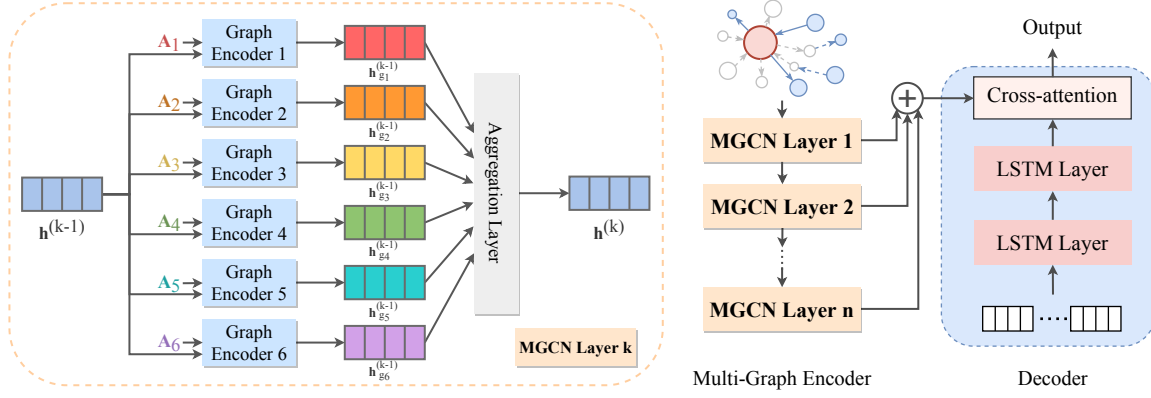 A1
Graph
Encoder 1
h(k-1)g1
A2
Graph
Encoder 2
h(k-1)g2
A3
Graph
Encoder 3
h(k-1)g3
A4
Graph
Encoder 4
h(k-1)g4
A5
Graph
Encoder 5
h(k-1)g5
A6
Graph
Encoder 6
h(k-1)g6
h(k-1)
Aggregation Layer
h(k)
MGCN Layer k
MGCN Layer 1
MGCN Layer 2
MGCN Layer n
Multi-Graph Encoder
+
Output
Cross-attention
LSTM Layer
LSTM Layer
Decoder